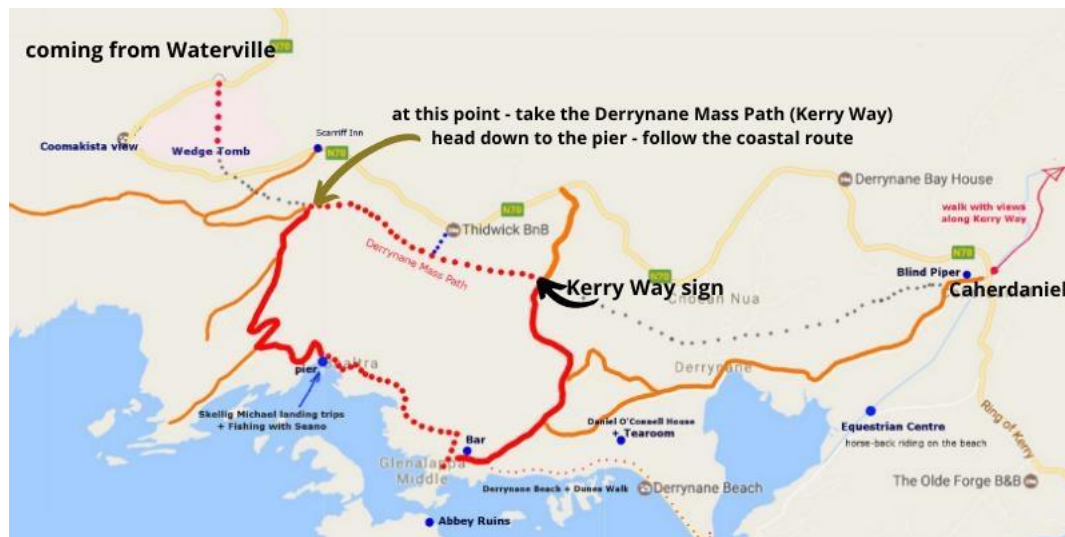 coming from Waterville
N70
at this point - take the Derrynane Mass Path (Kerry Way)
head down to the pier - follow the coastal route
Scarriff Inn
N70
Coomakista view
Wedge Tomb
Derrynane Bay House
walk with views
along Kerry Way
N70
Thidwick BnB
Derrynane Mass Path
N70
N70
Blind Piper
Kerry Way sign
Caherdaniel
Derrynane
pier
Skellig Michael landing trips
+ Fishing with Seano
Daniel O'Connell House
+ Tearoom
Equestrian Centre
horse-back riding on the beach
Ring of Kerry
Bar
Glenalappa
Middle
Derrynane Beach + Dunes Walk
Derrynane Beach
The Olde Forge B&B
Abbey Ruins